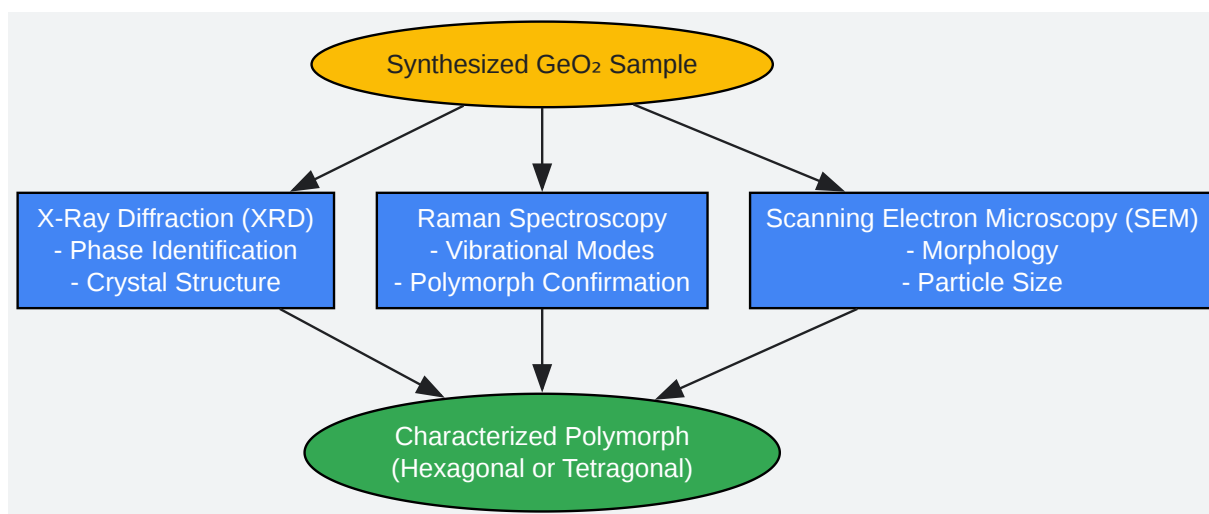 Synthesized GeO₂ Sample
X-Ray Diffraction (XRD)
- Phase Identification
- Crystal Structure
Raman Spectroscopy
- Vibrational Modes
- Polymorph Confirmation
Scanning Electron Microscopy (SEM)
- Morphology
- Particle Size
Characterized Polymorph
(Hexagonal or Tetragonal)